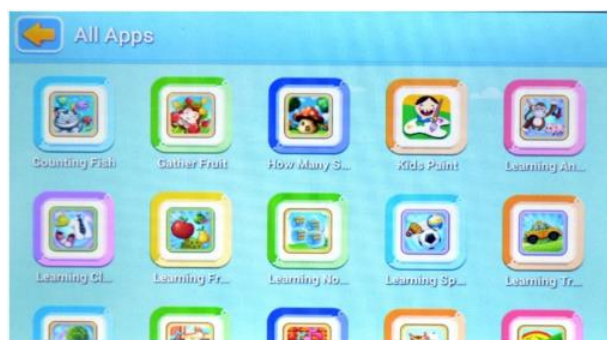 All Apps
Counting Fish
Gather Fruit
How Many S...
Kids Paint
Learning An...
Learning Cl...
Learning Fr...
Learning No...
Learning Sp...
Learning Tr...